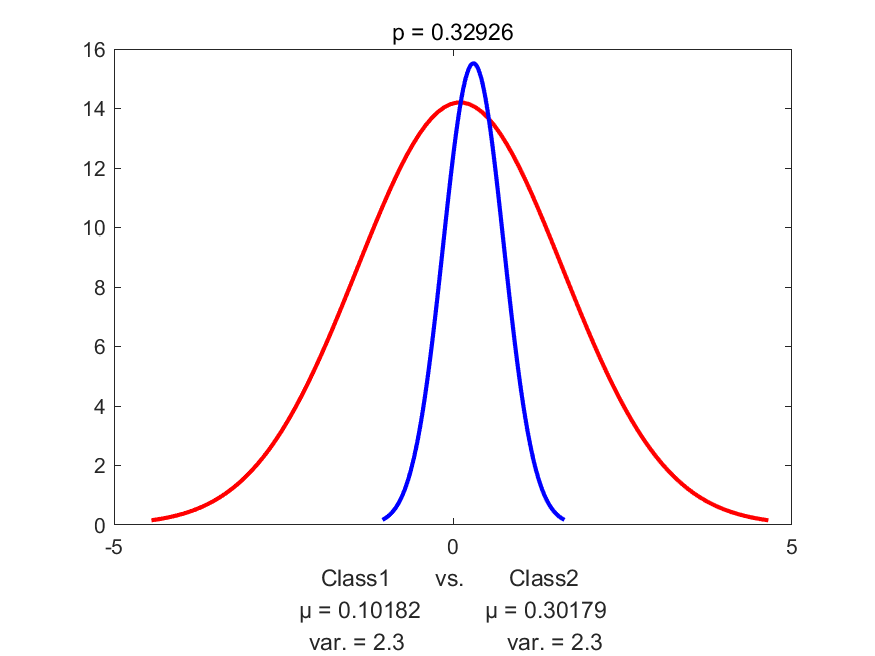 p = 0.32926
16
14
12
10
8
6
4
2
0
-5 0 5
Class1 vs. Class2
μ = 0.10182 μ = 0.30179
var. = 2.3 var. = 2.3